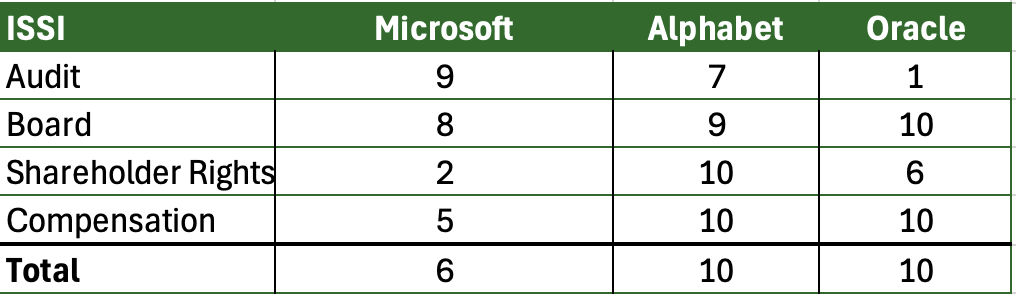 ISSI Microsoft Alphabet Oracle
Audit 9 7 1
Board 8 9 10
Shareholder Rights 2 10 6
Compensation 5 10 10
Total 6 10 10